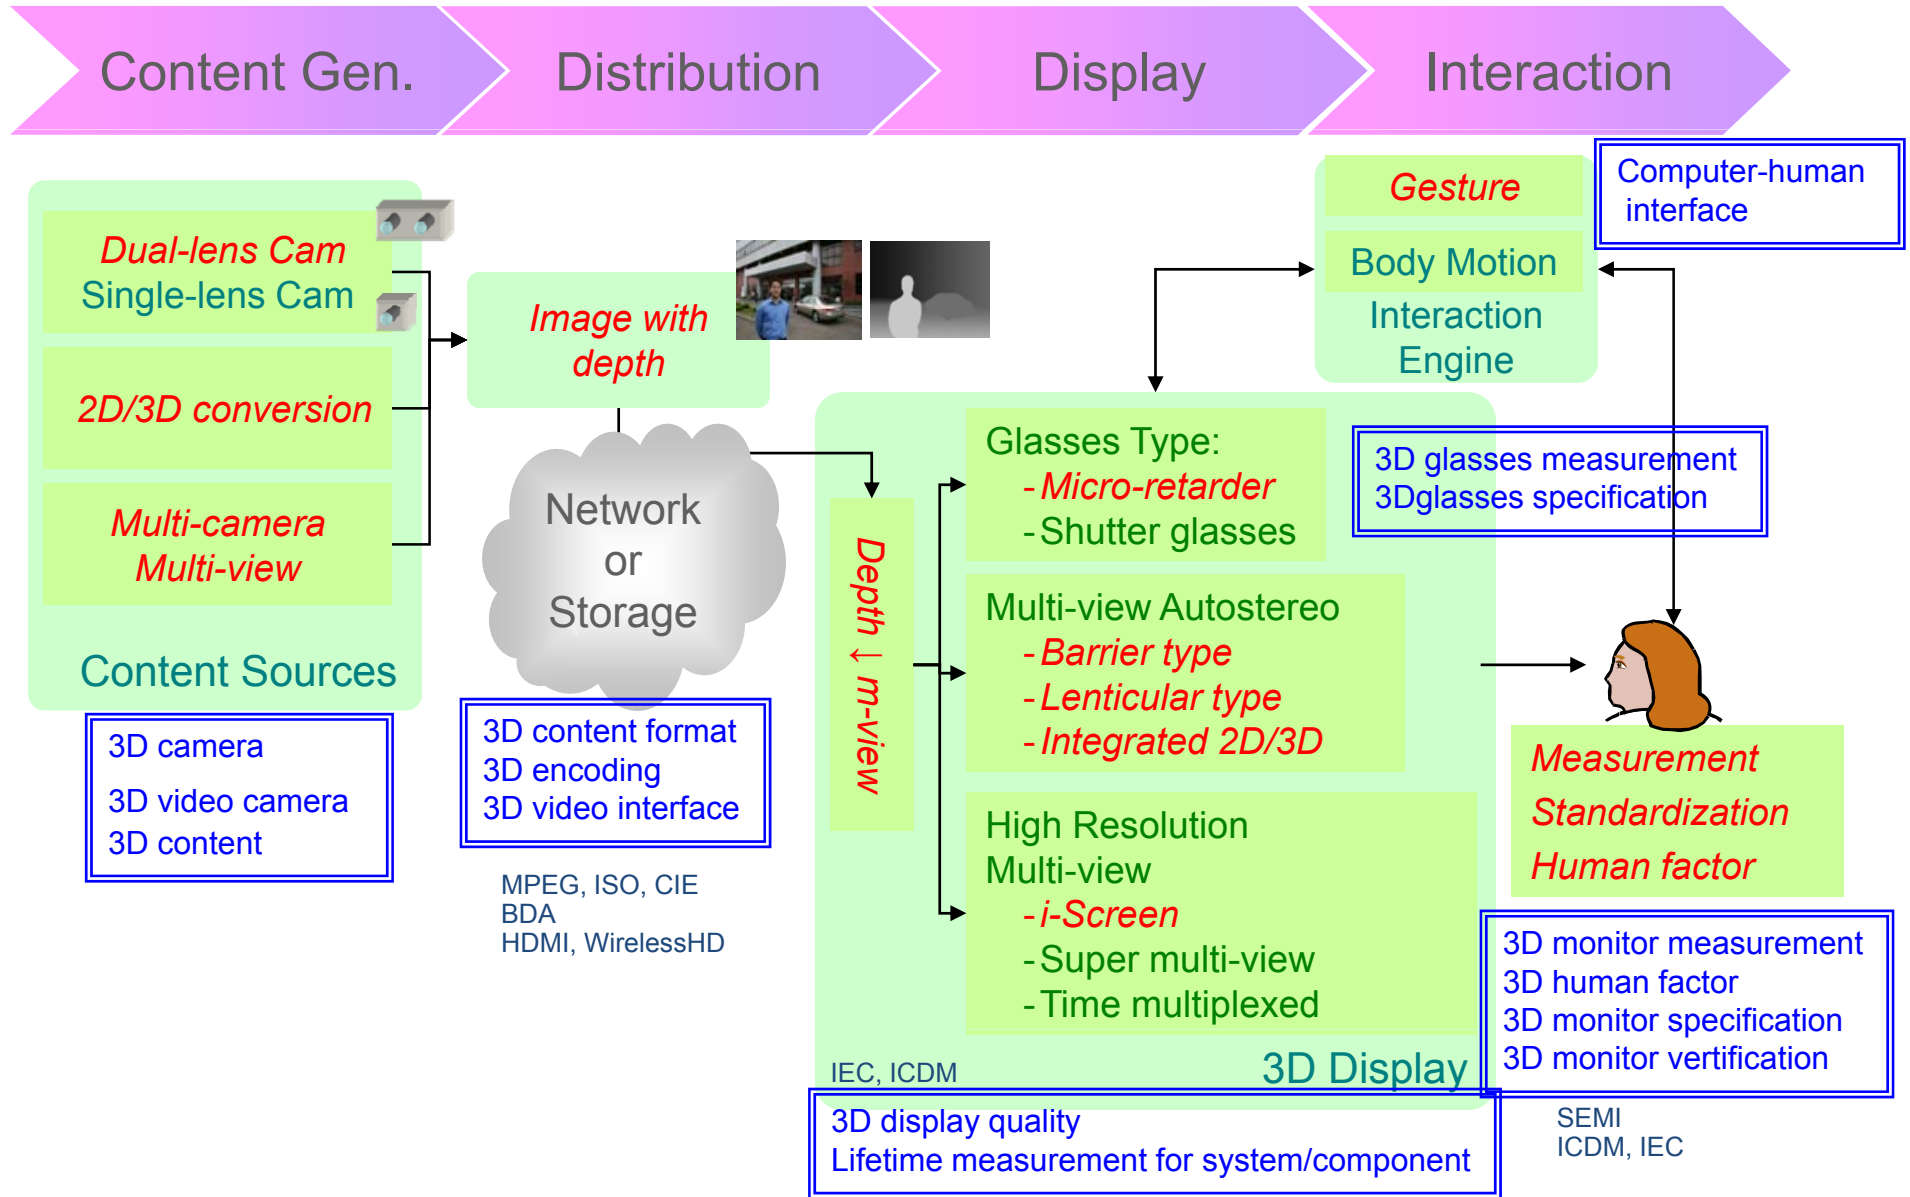 Content Gen.
Distribution
Display
Interaction
Dual-lens Cam
Single-lens Cam
2D/3D conversion
Multi-camera
Multi-view
Content Sources
3D camera
3D video camera
3D content
Image with
depth
Network
or
Storage
3D content format
3D encoding
3D video interface
MPEG, ISO, CIE
BDA
HDMI, WirelessHD
Depth ↓ m-view
Glasses Type:
- Micro-retarder
- Shutter glasses
Multi-view Autostereo
- Barrier type
- Lenticular type
- Integrated 2D/3D
High Resolution
Multi-view
- i-Screen
- Super multi-view
- Time multiplexed
IEC, ICDM
3D Display
3D display quality
Lifetime measurement for system/component
Gesture
Body Motion
Interaction
Engine
Computer-human
interface
3D glasses measurement
3Dglasses specification
Measurement
Standardization
Human factor
3D monitor measurement
3D human factor
3D monitor specification
3D monitor vertification
SEMI
ICDM, IEC